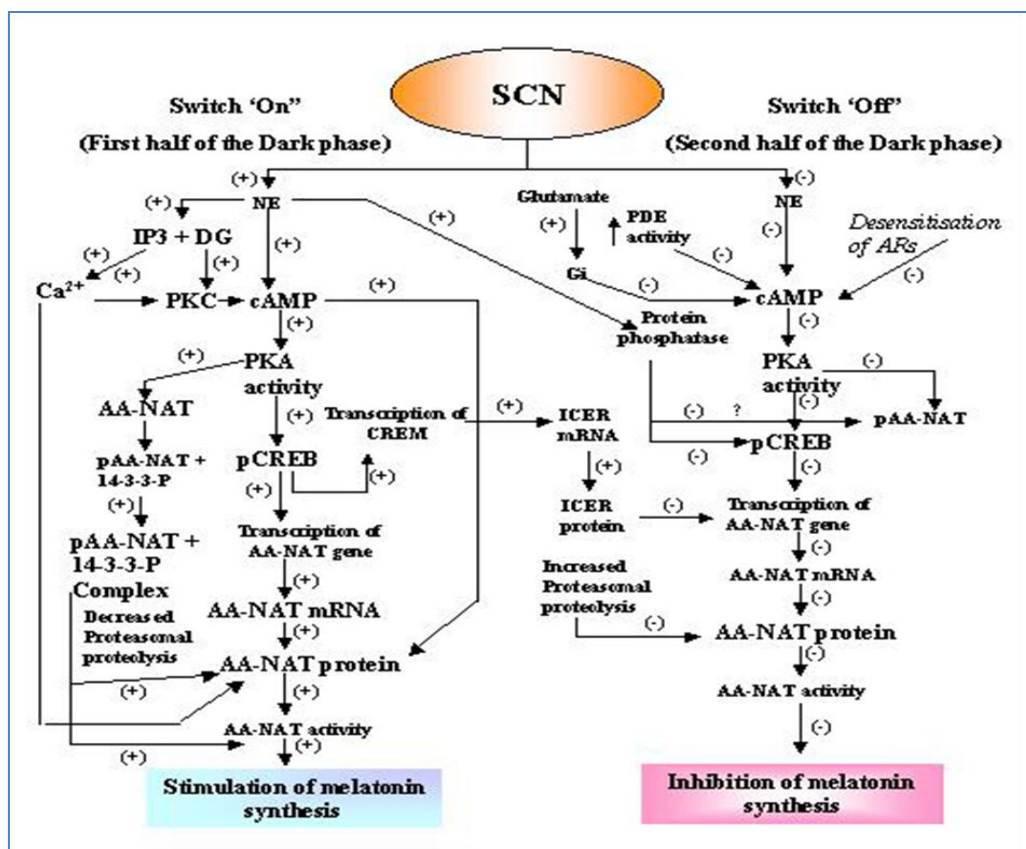 SCN
Switch ‘On”
(First half of the Dark phase)
Switch ‘Off”
(Second half of the Dark phase)
(+)
NE
(+)
(+)
(+)
IP3 + DG
(+)
(+)
(+)
Ca2+
PKC
cAMP
(+)
(+)
(+)
PKA
activity
AA-NAT
(+)
pAA-NAT +
14-3-3-P
(+)
pAA-NAT +
14-3-3-P
Complex
pCREB
(+)
(+)
Transcription of
CREM
(+)
Transcription of
AA-NAT gene
(+)
AA-NAT mRNA
(+)
Decreased
Proteasomal
proteolysis
(+)
AA-NAT protein
(+)
AA-NAT activity
(+)
(+)
Stimulation of melatonin
synthesis
Glutamate
(+)
Gi
(-)
PDE
activity
(-)
(-)
NE
(-)
Desensitisation
of ARs
(-)
cAMP
(-)
Protein
phosphatase
PKA
activity
(-)
(-)
pAA-NAT
(-)
?
(-)
pCREB
(-)
ICER
mRNA
(+)
ICER
protein
(-)
Transcription of
AA-NAT gene
(-)
AA-NAT mRNA
(-)
Increased
Proteasomal
proteolysis
(-)
AA-NAT protein
(-)
AA-NAT activity
(-)
Inhibition of melatonin
synthesis